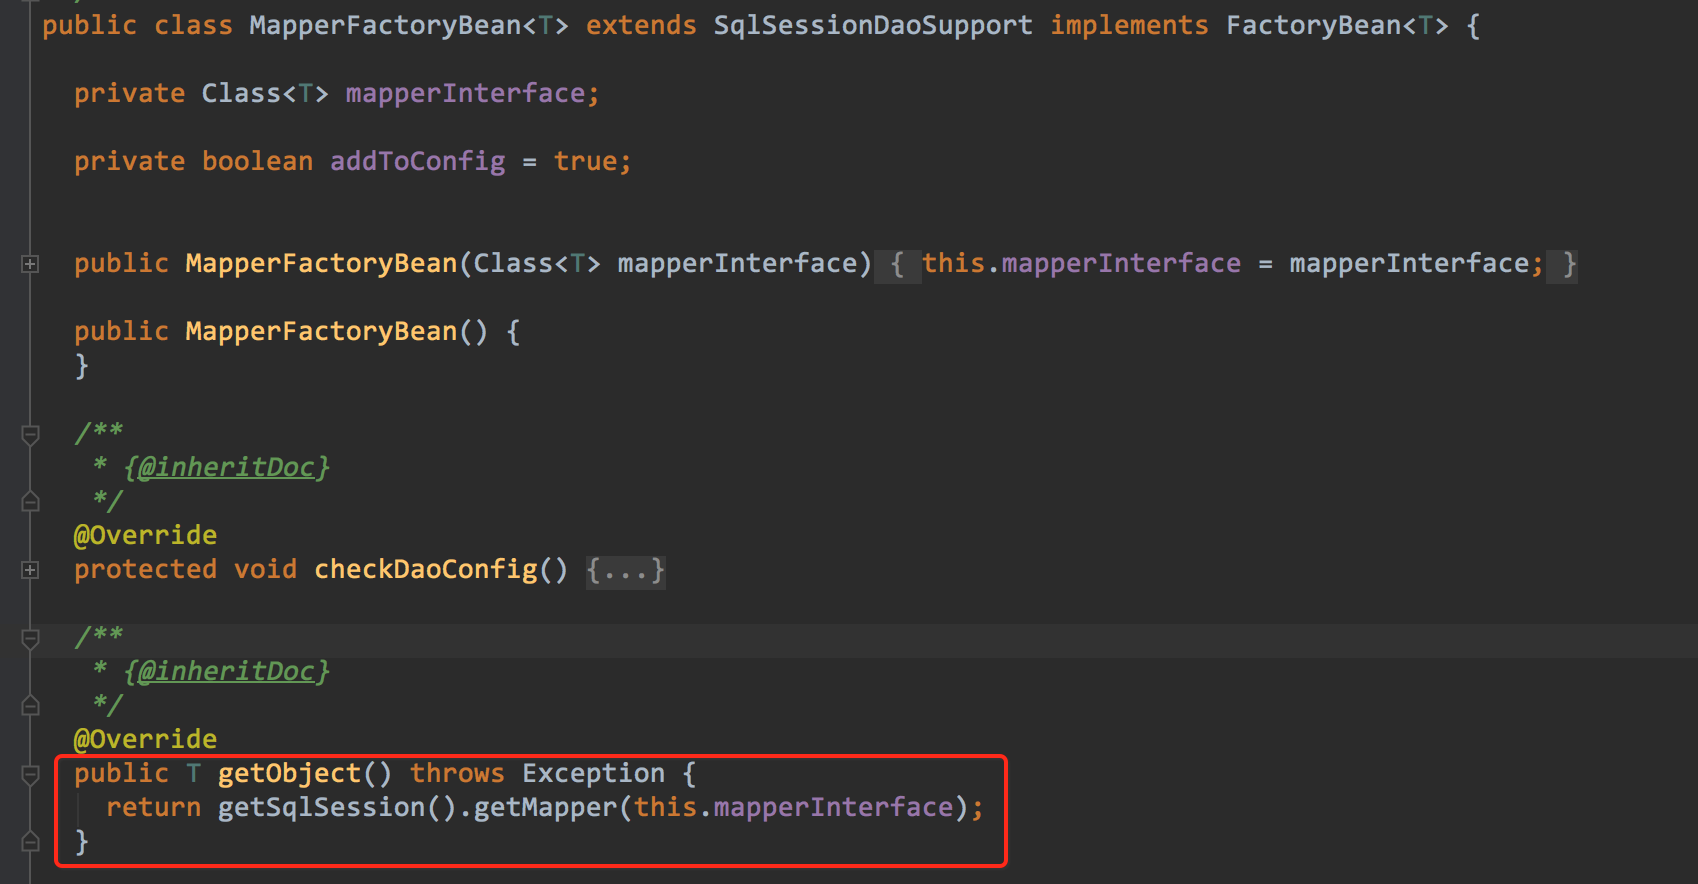 */
public class MapperFactoryBean<T> extends SqlSessionDaoSupport implements FactoryBean<T> {
private Class<T> mapperInterface;
private boolean addToConfig = true;
public MapperFactoryBean(Class<T> mapperInterface) { this.mapperInterface = mapperInterface; }
public MapperFactoryBean() {
}
/**
* {@inheritDoc}
*/
@Override
protected void checkDaoConfig() {...}
/**
* {@inheritDoc}
*/
@Override
public T getObject() throws Exception {
return getSqlSession().getMapper(this.mapperInterface);
}